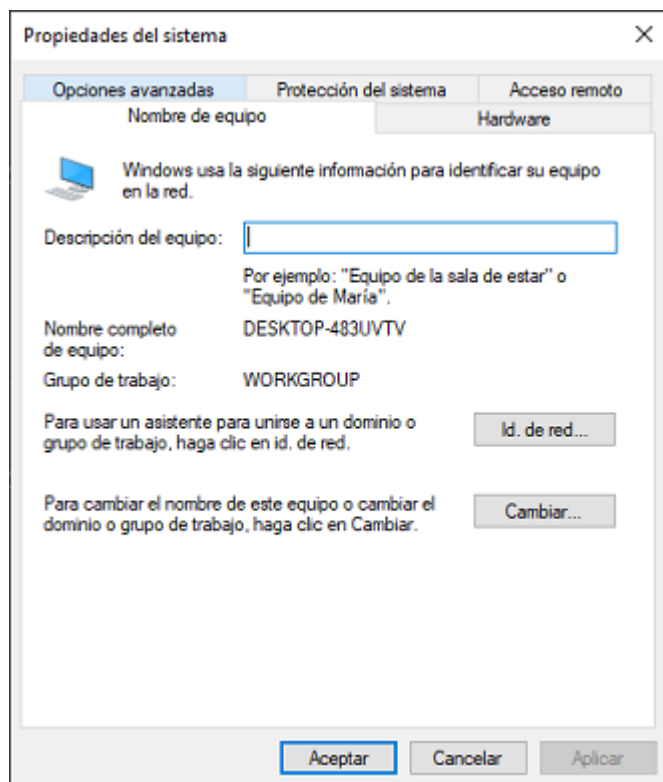 Propiedades del sistema
Opciones avanzadas
Protección del sistema
Acceso remoto
Nombre de equipo
Hardware
Windows usa la siguiente información para identificar su equipo
en la red.
Descripción del equipo:
Por ejemplo: "Equipo de la sala de estar" o
"Equipo de María".
Nombre completo
de equipo:
DESKTOP-483UVTV
Grupo de trabajo:
WORKGROUP
Para usar un asistente para unirse a un dominio o
grupo de trabajo, haga clic en id. de red.
Id. de red...
Para cambiar el nombre de este equipo o cambiar el
dominio o grupo de trabajo, haga clic en Cambiar.
Cambiar...
Aceptar
Cancelar
Aplicar